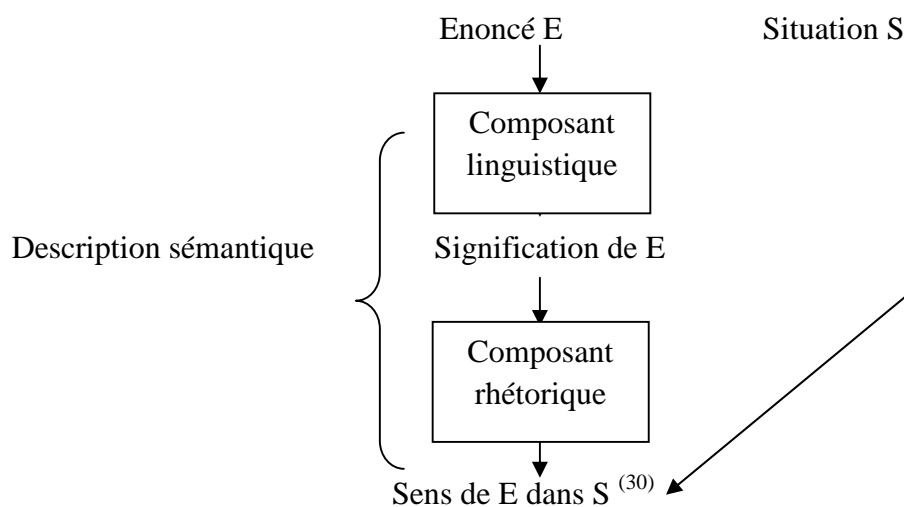 Enoncé E
Situation S
Composant
linguistique
Description sémantique
Signification de E
Composant
rhétorique
Sens de E dans S (30)